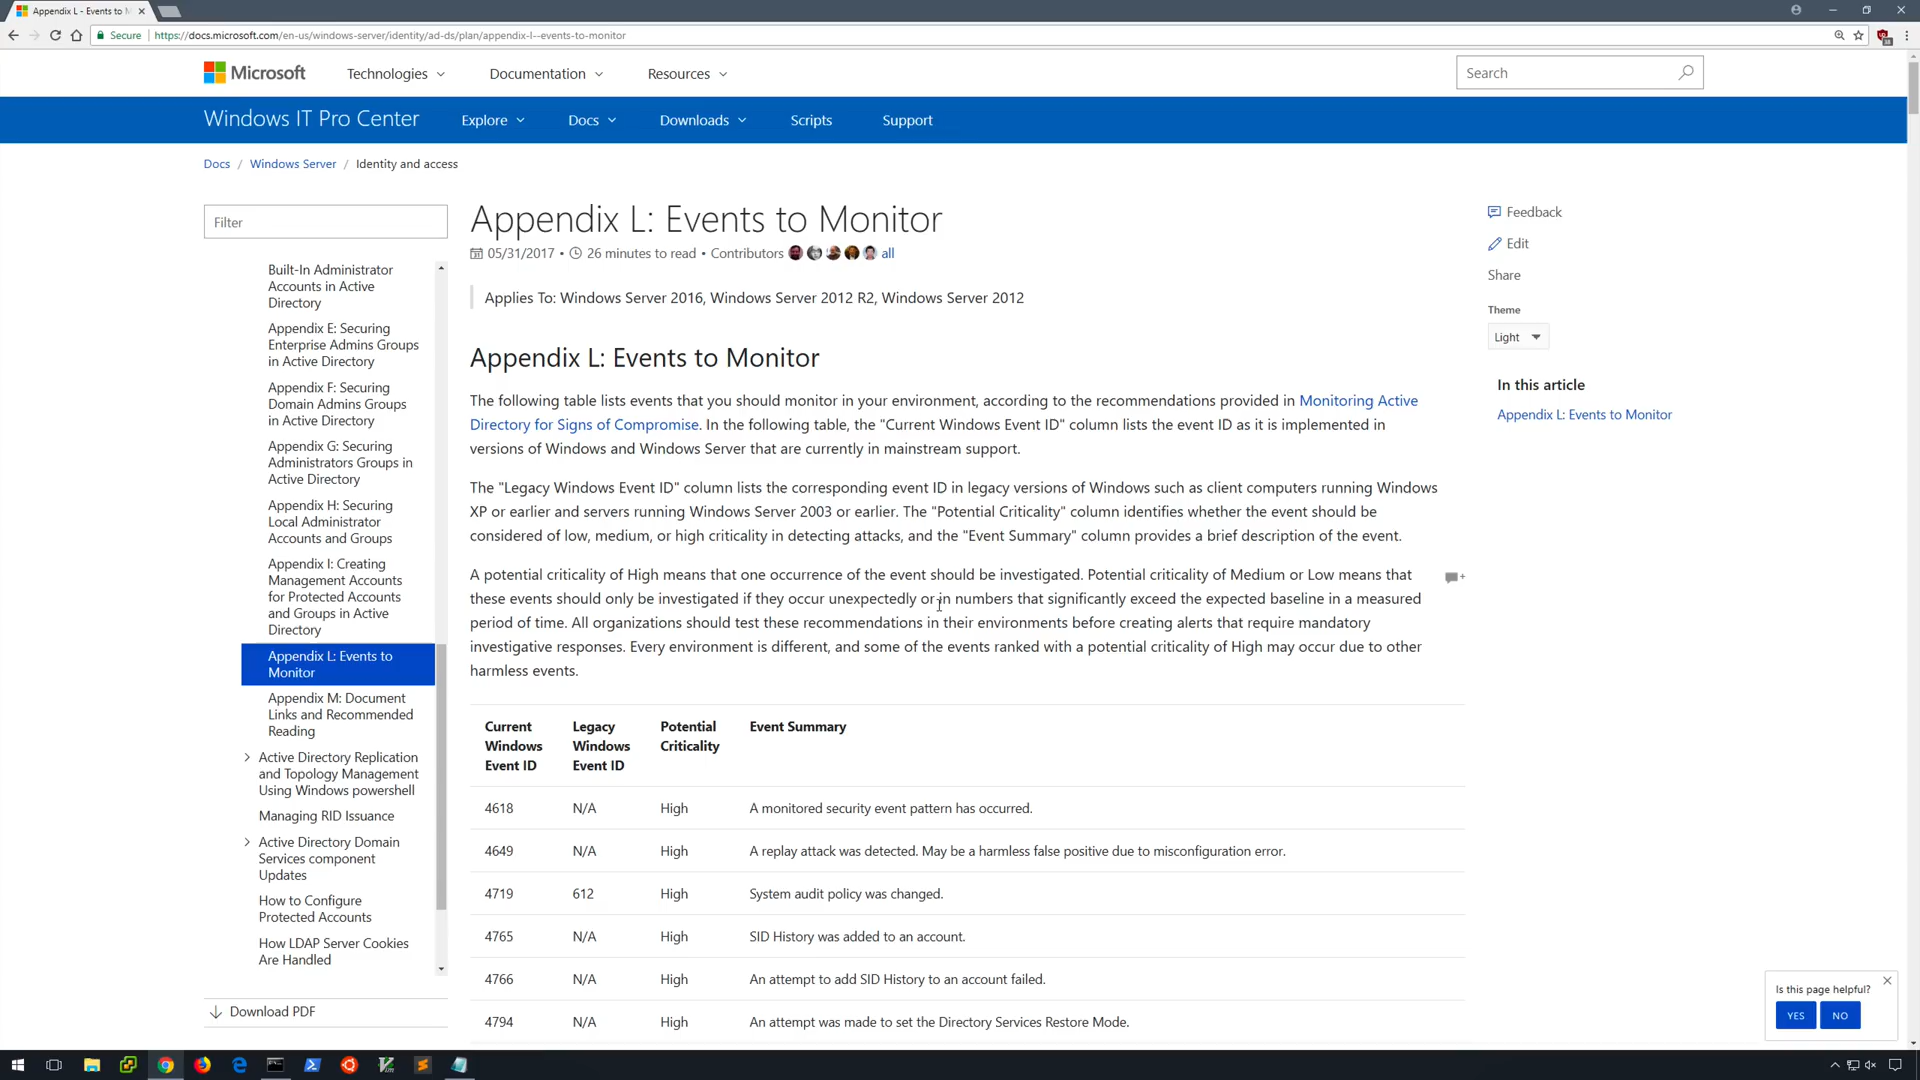 Appendix L - Events to M
Secure
https://docs.microsoft.com/en-us/windows-server/identity/ad-ds/plan/appendix-l--events-to-monitor
Microsoft
Technologies
Documentation
Resources
Search
Windows IT Pro Center
Explore
Docs
Downloads
Scripts
Support
Docs / Windows Server / Identity and access
Filter
Built-In Administrator
Accounts in Active
Directory
Appendix E: Securing
Enterprise Admins Groups
in Active Directory
Appendix F: Securing
Domain Admins Groups
in Active Directory
Appendix G: Securing
Administrators Groups in
Active Directory
Appendix H: Securing
Local Administrator
Accounts and Groups
Appendix I: Creating
Management Accounts
for Protected Accounts
and Groups in Active
Directory
Appendix L: Events to
Monitor
Appendix M: Document
Links and Recommended
Reading
Active Directory Replication
and Topology Management
Using Windows powershell
Managing RID Issuance
Active Directory Domain
Services component
Updates
How to Configure
Protected Accounts
How LDAP Server Cookies
Are Handled
Download PDF
Appendix L: Events to Monitor
05/31/2017 • 26 minutes to read • Contributors all
Applies To: Windows Server 2016, Windows Server 2012 R2, Windows Server 2012
Appendix L: Events to Monitor
The following table lists events that you should monitor in your environment, according to the recommendations provided in Monitoring Active
Directory for Signs of Compromise. In the following table, the "Current Windows Event ID" column lists the event ID as it is implemented in
versions of Windows and Windows Server that are currently in mainstream support.
The "Legacy Windows Event ID" column lists the corresponding event ID in legacy versions of Windows such as client computers running Windows
XP or earlier and servers running Windows Server 2003 or earlier. The "Potential Criticality" column identifies whether the event should be
considered of low, medium, or high criticality in detecting attacks, and the "Event Summary" column provides a brief description of the event.
A potential criticality of High means that one occurrence of the event should be investigated. Potential criticality of Medium or Low means that
these events should only be investigated if they occur unexpectedly or in numbers that significantly exceed the expected baseline in a measured
period of time. All organizations should test these recommendations in their environments before creating alerts that require mandatory
investigative responses. Every environment is different, and some of the events ranked with a potential criticality of High may occur due to other
harmless events.
Current Legacy Potential Event Summary
Windows Windows Criticality
Event ID Event ID
4618 N/A High A monitored security event pattern has occurred.
4649 N/A High A replay attack was detected. May be a harmless false positive due to misconfiguration error.
4719 612 High System audit policy was changed.
4765 N/A High SID History was added to an account.
4766 N/A High An attempt to add SID History to an account failed.
4794 N/A High An attempt was made to set the Directory Services Restore Mode.
Feedback
Edit
Share
Theme
Light
In this article
Appendix L: Events to Monitor
Is this page helpful?
YES NO